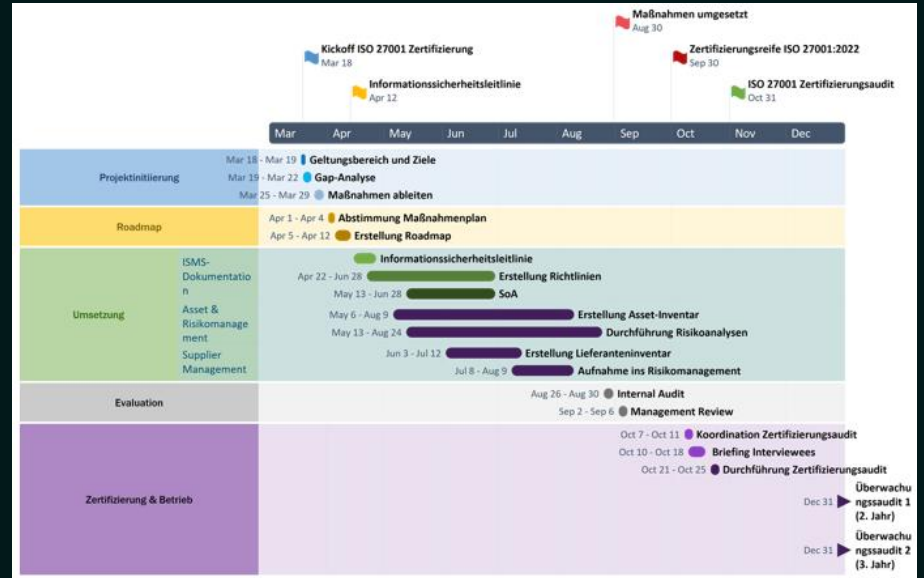 Maßnahmen umgesetzt
Aug 30
Kickoff ISO 27001 Zertifizierung
Mar 18
Zertifizierungsreife ISO 27001:2022
Sep 30
Informationssicherheitsleitlinie
Apr 12
ISO 27001 Zertifizierungsaudit
Oct 31
Mar Apr May Jun Jul Aug Sep Oct Nov Dec
Projektinitiierung
Mar 18 - Mar 19 Geltungsbereich und Ziele
Mar 19 - Mar 22 Gap-Analyse
Mar 25 - Mar 29 Maßnahmen ableiten
Roadmap
Apr 1 - Apr 4 Abstimmung Maßnahmenplan
Apr 5 - Apr 12 Erstellung Roadmap
Umsetzung
ISMS-
Dokumentatio
n
Informationssicherheitsleitlinie
Apr 22 - Jun 28 Erstellung Richtlinien
May 13 - Jun 28 SoA
Asset &
Risikomanage
ment
May 6 - Aug 9 Erstellung Asset-Inventar
May 13 - Aug 24 Durchführung Risikoanalysen
Supplier
Management
Jun 3 - Jul 12 Erstellung Lieferanteninventar
Jul 8 - Aug 9 Aufnahme ins Risikomanagement
Evaluation
Aug 26 - Aug 30 Internal Audit
Sep 2 - Sep 6 Management Review
Zertifizierung & Betrieb
Oct 7 - Oct 11 Koordination Zertifizierungsaudit
Oct 10 - Oct 18 Briefing Interviewees
Oct 21 - Oct 25 Durchführung Zertifizierungsaudit
Dec 31
Überwachu
ngssaudit 1
(2. Jahr)
Dec 31
Überwachu
ngssaudit 2
(3. Jahr)